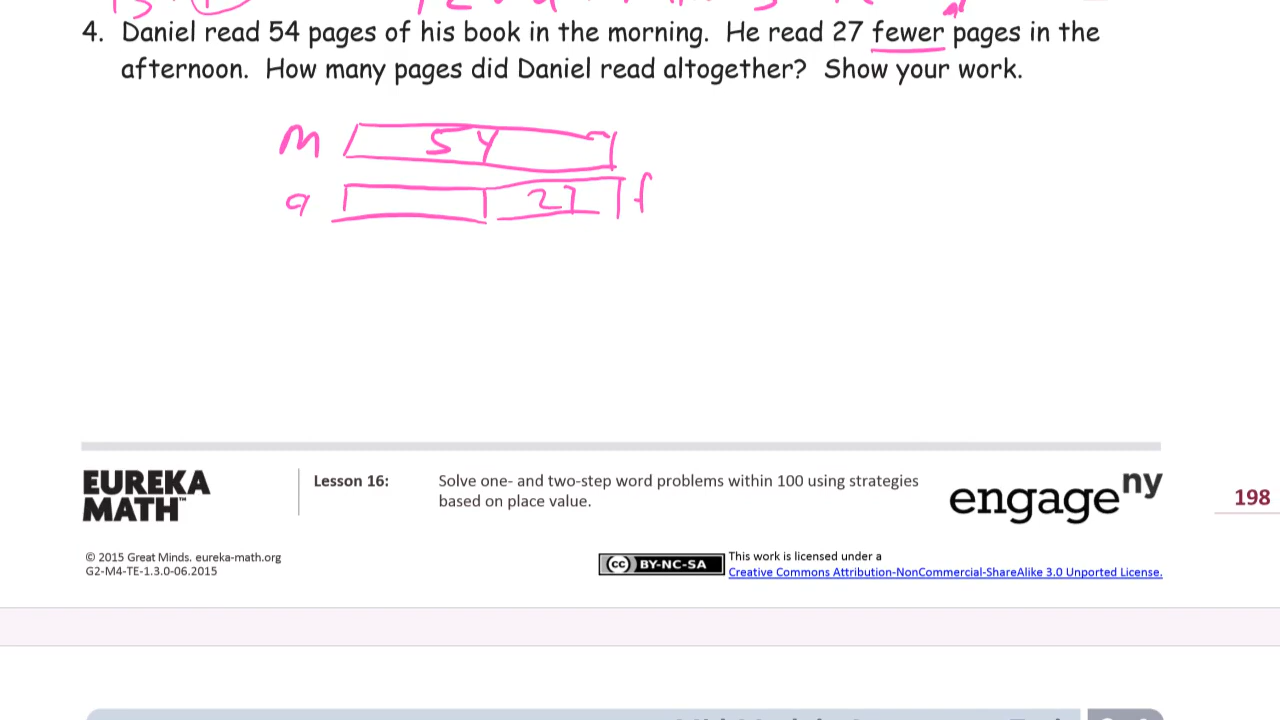 4. Daniel read 54 pages of his book in the morning. He read 27 fewer pages in the
afternoon. How many pages did Daniel read altogether? Show your work.
M 54
a 27 f
EUREKA
MATH™
Lesson 16:
Solve one- and two-step word problems within 100 using strategies
based on place value.
engage ny
198
© 2015 Great Minds. eureka-math.org
G2-M4-TE-1.3.0-06.2015
cc BY-NC-SA
This work is licensed under a
Creative Commons Attribution-NonCommercial-ShareAlike 3.0 Unported License.